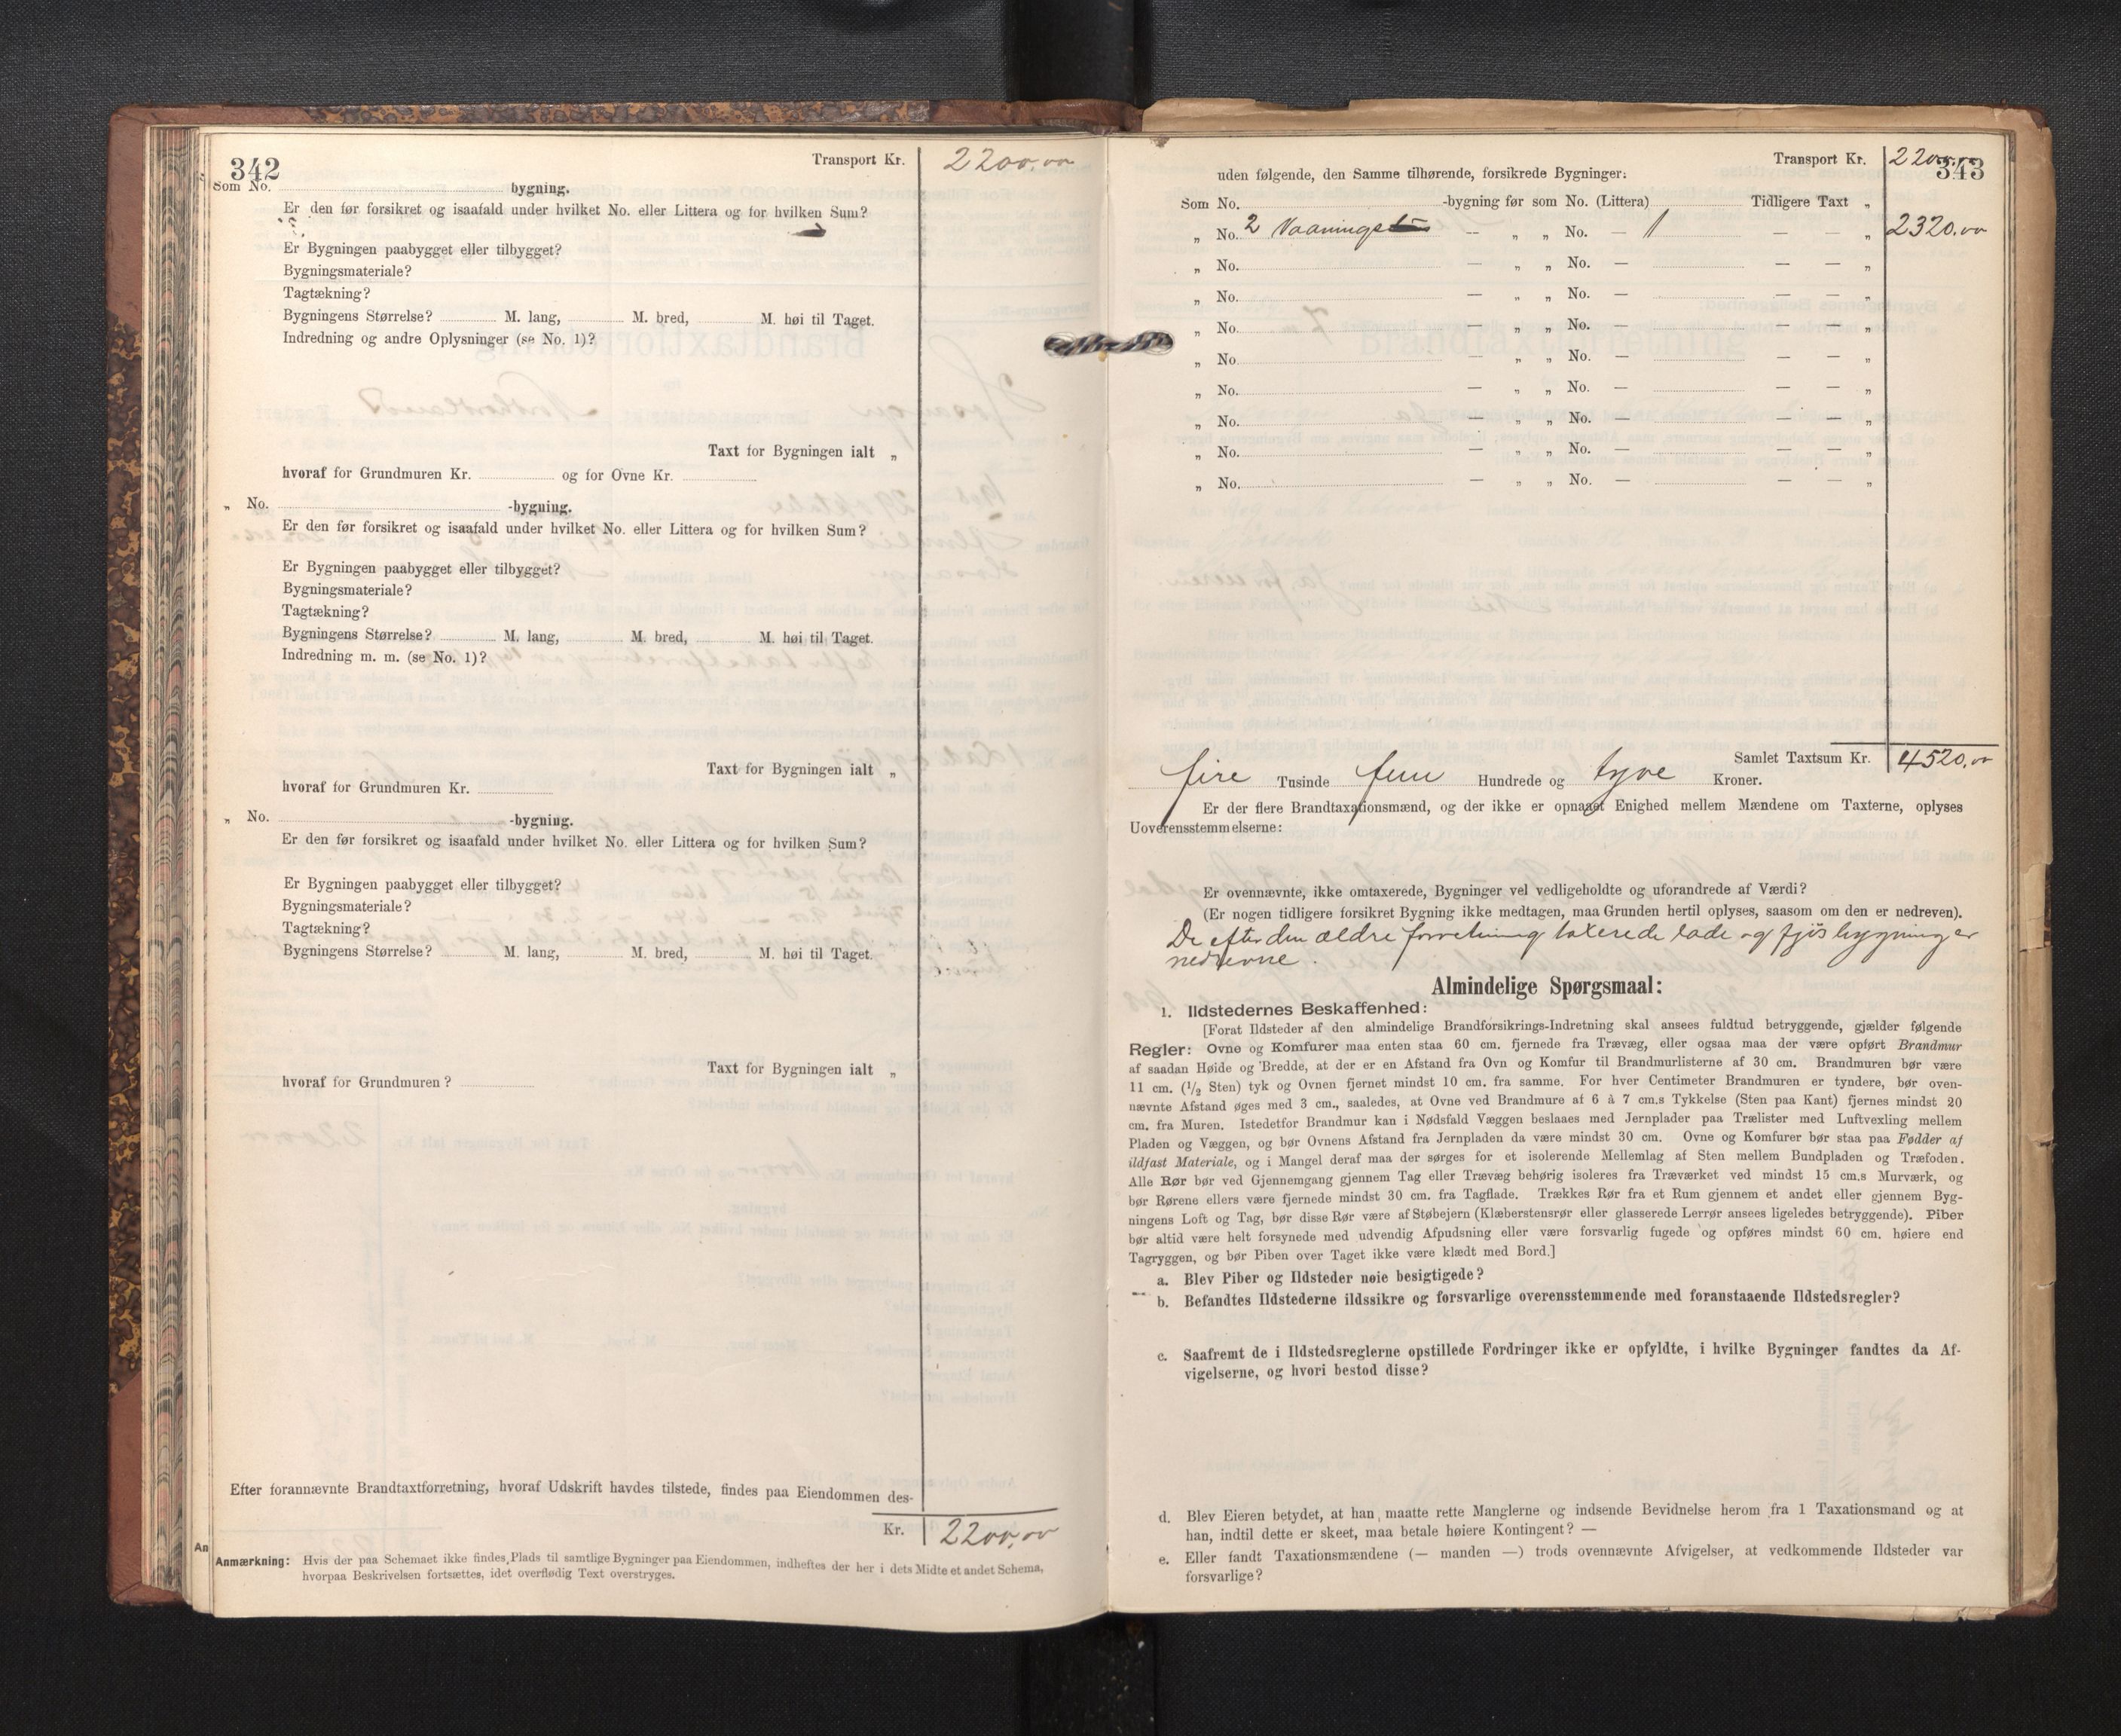 342
Transport Kr. 2200,00
Som No. bygning.
Er den før forsikret og isaafald under hvilket No. eller Littera og for hvilken Sum?
Er Bygningen paabygget eller tilbygget?
Bygningsmateriale?
Tagtækning?
Bygningens Størrelse? M. lang, M. bred, M. høi til Taget.
Indredning og andre Oplysninger (se No. 1)?
Taxt for Bygningen ialt „
hvoraf for Grundmuren Kr. og for Ovne Kr.
„ No. -bygning.
Er den før forsikret og isaafald under hvilket No. eller Littera og for hvilken Sum?
Er Bygningen paabygget eller tilbygget?
Bygningsmateriale?
Tagtækning?
Bygningens Størrelse? M. lang, M. bred, M. høi til Taget.
Indredning m. m. (se No. 1)?
Taxt for Bygningen ialt „
hvoraf for Grundmuren Kr.
„ No. -bygning.
Er den før forsikret og isaafald under hvilket No. eller Littera og for hvilken Sum?
Er Bygningen paabygget eller tilbygget?
Bygningsmateriale?
Tagtækning?
Bygningens Størrelse? M. lang, M. bred, M. høi til Taget.
Taxt for Bygningen ialt „
hvoraf for Grundmuren?
Efter forannævnte Brandtaxtforretning, hvoraf Udskrift havdes tilstede, findes paa Eiendommen des-
Kr. 2200,00
An
Anmærkning: Hvis der paa Schemaet ikke findes Plads til samtlige Bygninger paa Eiendommen, indheftes der her i dets Midte et andet Schema,
hvorpaa Beskrivelsen fortsættes, idet overflødig Text overstryges.
343
Transport Kr. 2200,00
uden følgende, den Samme tilhørende, forsikrede Bygninger:
Som No. -bygning før som No. (Littera) Tidligere Taxt „
„ No. 2 Vaanings — „ „ No. — 1 — — „ 2320,00
„ No. — „ „ No. — — — „
„ No. — „ „ No. — — — „
„ No. — „ „ No. — — — „
„ No. — „ „ No. — — — „
„ No. — „ „ No. — — — „
„ No. — „ „ No. — — — „
„ No. — „ „ No. — — — „
„ No. — „ „ No. — — — „
Samlet Taxtsum Kr. 4520,00
fire Tusinde fem Hundrede og tyve Kroner.
Er der flere Brandtaxationsmænd, og der ikke er opnaaet Enighed mellem Mændene om Taxterne, oplyses
Uoverensstemmelserne:
Er ovennævnte, ikke omtaxerede, Bygninger vel vedligeholdte og uforandrede af Værdi?
(Er nogen tidligere forsikret Bygning ikke medtagen, maa Grunden hertil oplyses, saasom om den er nedreven).
De efter den ældre forretning taxerede lade og fjøsbygninger
nedrevne.
Almindelige Spørgsmaal:
1. Ildstedernes Beskaffenhed:
[Forat Ildsteder af den almindelige Brandforsikrings-Indretning skal ansees fuldtud betryggende, gjælder følgende
Regler: Ovne og Komfurer maa enten staa 60 cm. fjernede fra Trævæg, eller ogsaa maa der være opført Brandmur
af saadan Høide og Bredde, at der er en Afstand fra Ovn og Komfur til Brandmurlisterne af 30 cm. Brandmuren bør være
11 cm. (1/2 Sten) tyk og Ovnen fjernet mindst 10 cm. fra samme. For hver Centimeter Brandmuren er tyndere, bør oven-
nævnte Afstand øges med 3 cm., saaledes, at Ovne ved Brandmure af 6 à 7 cm.s Tykkelse (Sten paa Kant) fjernes mindst 20
cm. fra Muren. Istedetfor Brandmur kan i Nødsfald Væggen beslaaes med Jernplader paa Trælister med Luftvexling mellem
Pladen og Væggen, og bør Ovnens Afstand fra Jernpladen da være mindst 30 cm. Ovne og Komfurer bør staa paa Fødder af
ildfast Materiale, og i Mangel deraf maa der sørges for et isolerende Mellemlag af Sten mellem Bundpladen og Træfoden.
Alle Rør bør ved Gjennemgang gjennem Tag eller Trævæg behørig isoleres fra Træværket ved mindst 15 cm.s Murværk, og
bør Rørene ellers være fjernede mindst 30 cm. fra Tagflade. Trækkes Rør fra et Rum gjennem et andet eller gjennem Byg-
ningens Loft og Tag, bør disse Rør være af Støbejern (Klæberstensrør eller glasserede Lerrør ansees ligeledes betryggende). Piber
bør altid være helt forsynede med udvendig Afpudsning eller være forsvarlig fugede og opføres mindst 60 cm. høiere end
Tagryggen, og bør Piben over Taget ikke være klædt med Bord.]
a. Blev Piber og Ildsteder nøie besigtigede?
b. Befandtes Ildstederne ildssikre og forsvarlige overensstemmende med foranstaaende Ildstedsregler?
c. Saafremt de i Ildstedsreglerne opstillede Fordringer ikke er opfyldte, i hvilke Bygninger fandtes da Af-
vigelserne, og hvori bestod disse?
d. Blev Eieren betydet, at han maatte rette Manglerne og indsende Bevidnelse herom fra 1 Taxationsmand og at
han, indtil dette er skeet, maa betale høiere Kontingent? —
e. Eller fandt Taxationsmændene (— manden —) trods ovennævnte Afvigelser, at vedkommende Ildsteder var
forsvarlige?